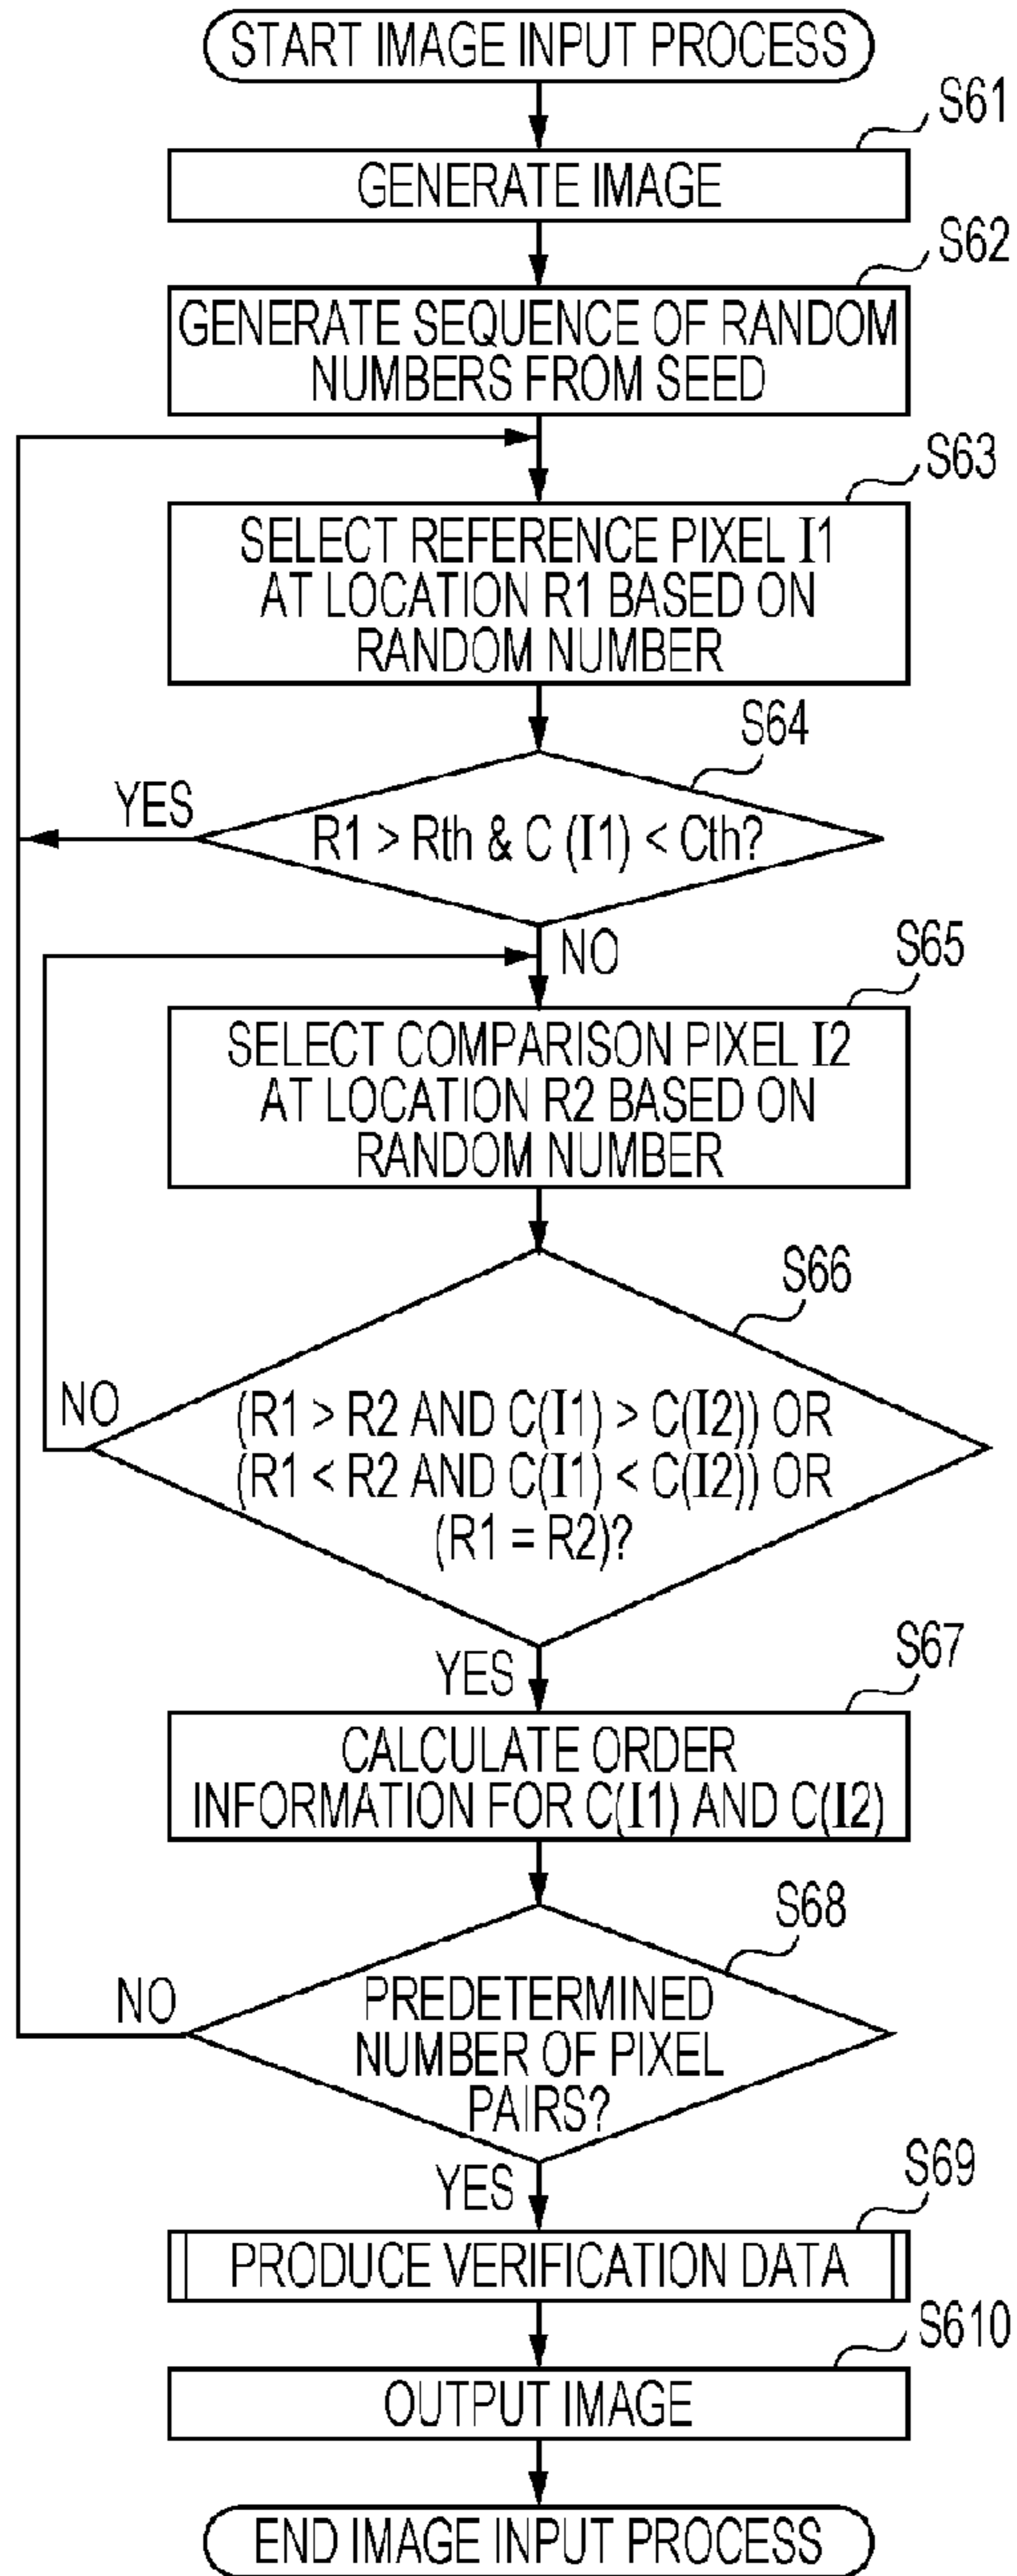 START IMAGE INPUT PROCESS
S61
GENERATE IMAGE
S62
GENERATE SEQUENCE OF RANDOM
NUMBERS FROM SEED
S63
SELECT REFERENCE PIXEL I1
AT LOCATION R1 BASED ON
RANDOM NUMBER
S64
YES
R1 > Rth & C (I1) < Cth?
NO
S65
SELECT COMPARISON PIXEL I2
AT LOCATION R2 BASED ON
RANDOM NUMBER
S66
NO
(R1 > R2 AND C(I1) > C(I2)) OR
(R1 < R2 AND C(I1) < C(I2)) OR
(R1 = R2)?
YES
S67
CALCULATE ORDER
INFORMATION FOR C(I1) AND C(I2)
S68
NO
PREDETERMINED
NUMBER OF PIXEL
PAIRS?
YES
S69
PRODUCE VERIFICATION DATA
S610
OUTPUT IMAGE
END IMAGE INPUT PROCESS